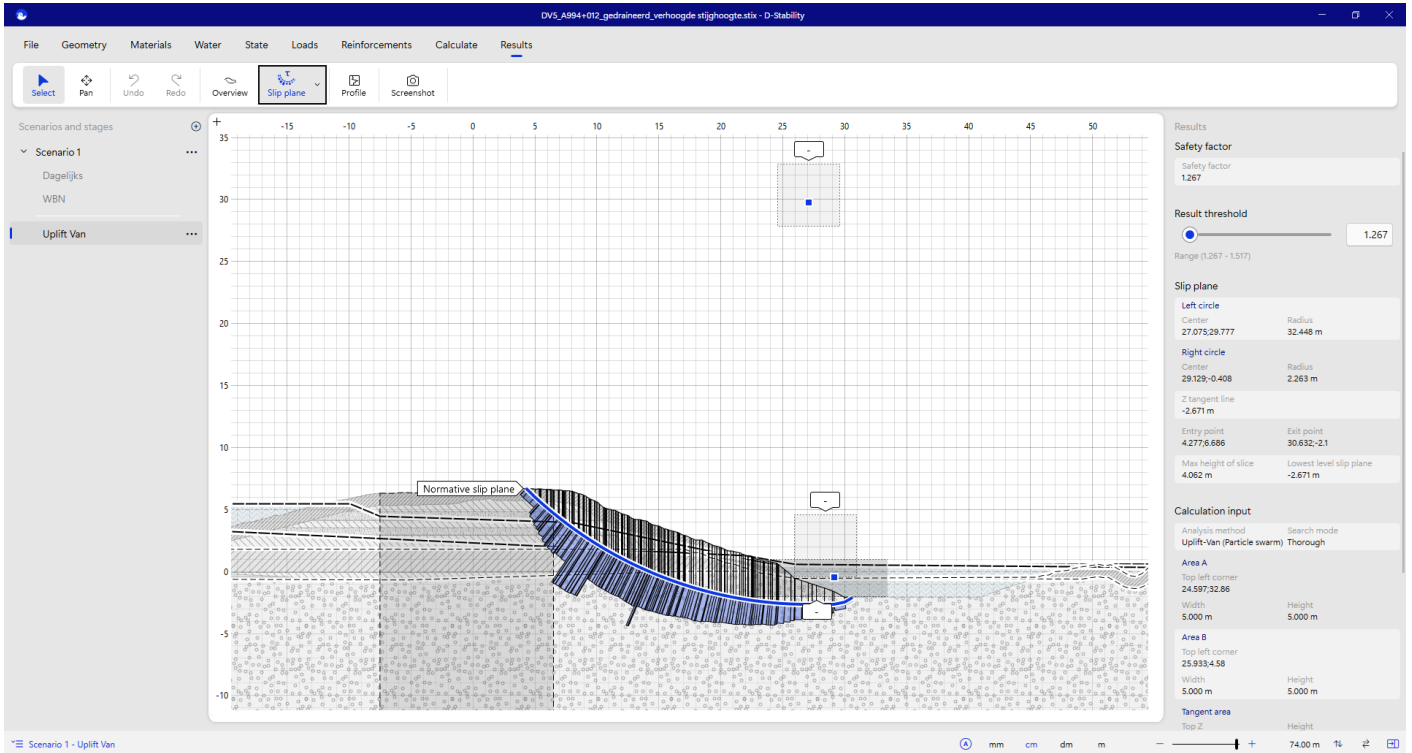 DV5_A994+012_gedraineerd_verhoogde stijghoogte.stix - D-Stability
File Geometry Materials Water State Loads Reinforcements Calculate Results
Select Pan Undo Redo Overview Slip plane Profile Screenshot
Scenarios and stages
Scenario 1
Dagelijks
WBN
Uplift Van
-15 -10 -5 0 5 10 15 20 25 30 35 40 45 50
35
30
25
20
15
10
5
0
-5
-10
-
Normative slip plane
-
-
Results
Safety factor
Safety factor
1.267
Result threshold
1.267
Range (1.267 - 1.517)
Slip plane
Left circle
Center Radius
27.075;29.777 32.448 m
Right circle
Center Radius
29.129;-0.408 2.263 m
Z tangent line
-2.671 m
Entry point Exit point
4.277;6.686 30.632;-2.1
Max height of slice Lowest level slip plane
4.062 m -2.671 m
Calculation input
Analysis method Search mode
Uplift-Van (Particle swarm) Thorough
Area A
Top left corner
24.597;32.86
Width Height
5.000 m 5.000 m
Area B
Top left corner
25.933;4.58
Width Height
5.000 m 5.000 m
Tangent area
Top Z Height
Scenario 1 - Uplift Van
A mm cm dm m 74.00 m